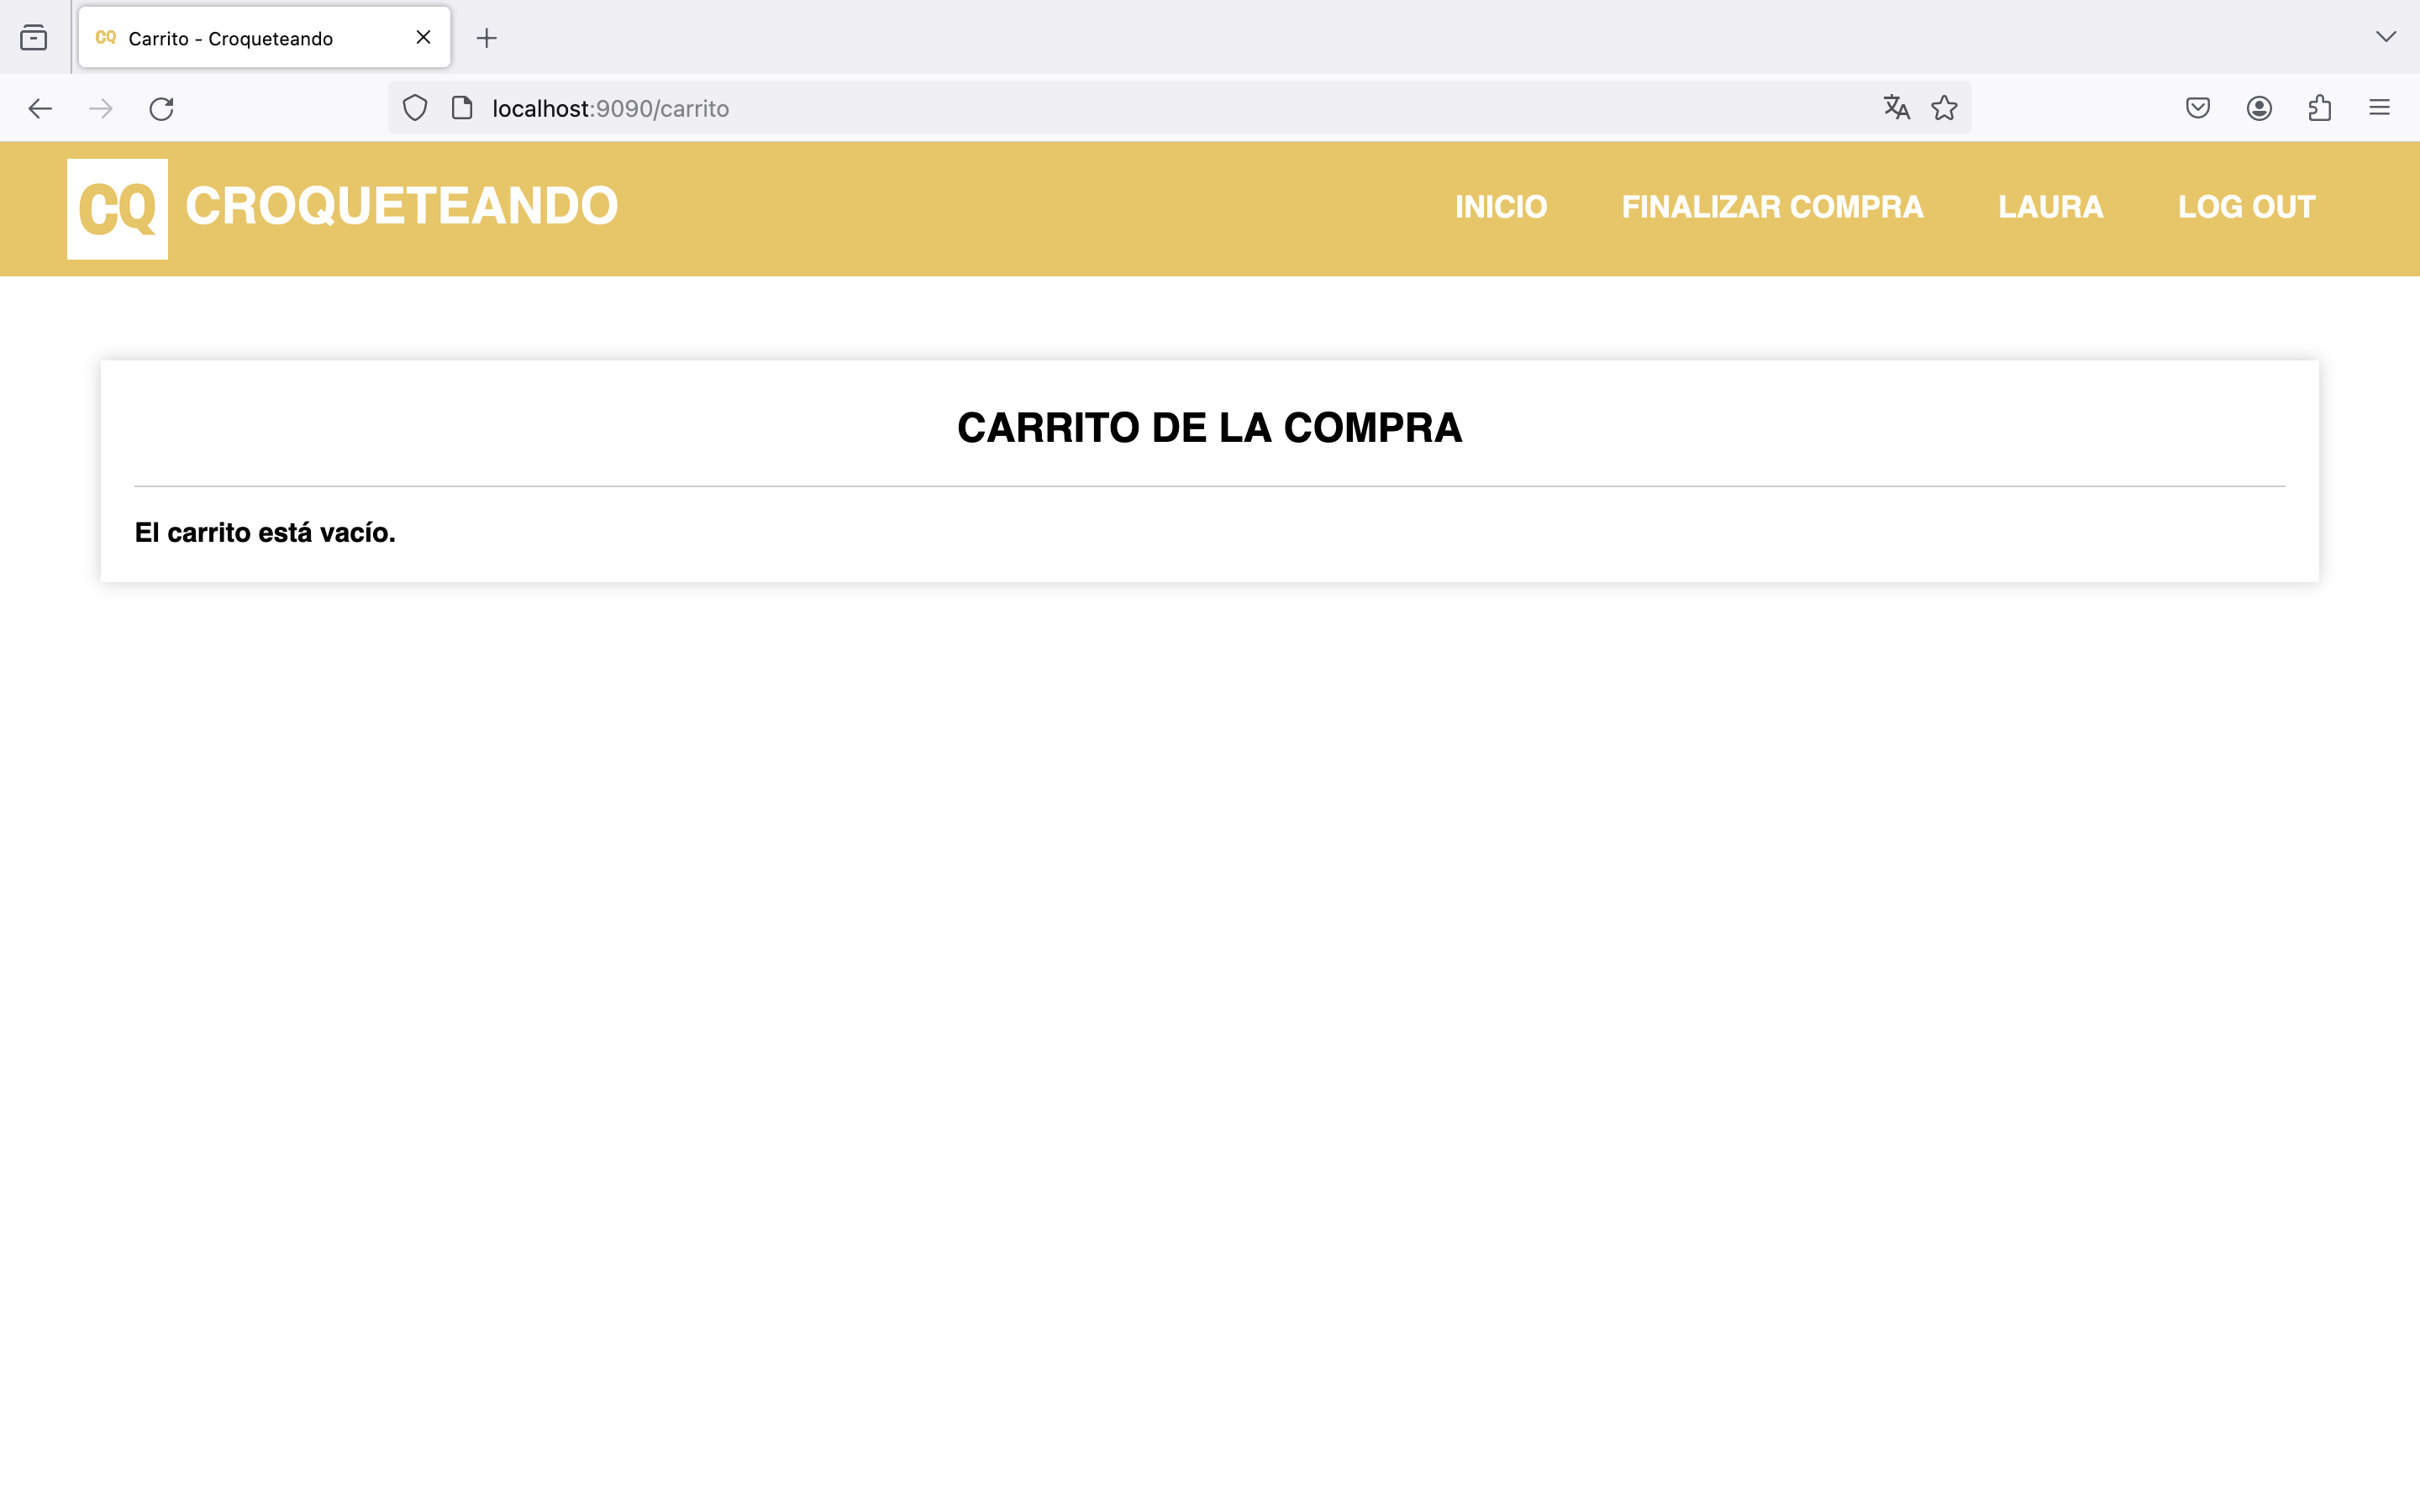 CQ Carrito - Croqueteando
localhost:9090/carrito
CQ CROQUETEANDO INICIO FINALIZAR COMPRA LAURA LOG OUT
CARRITO DE LA COMPRA
El carrito está vacío.